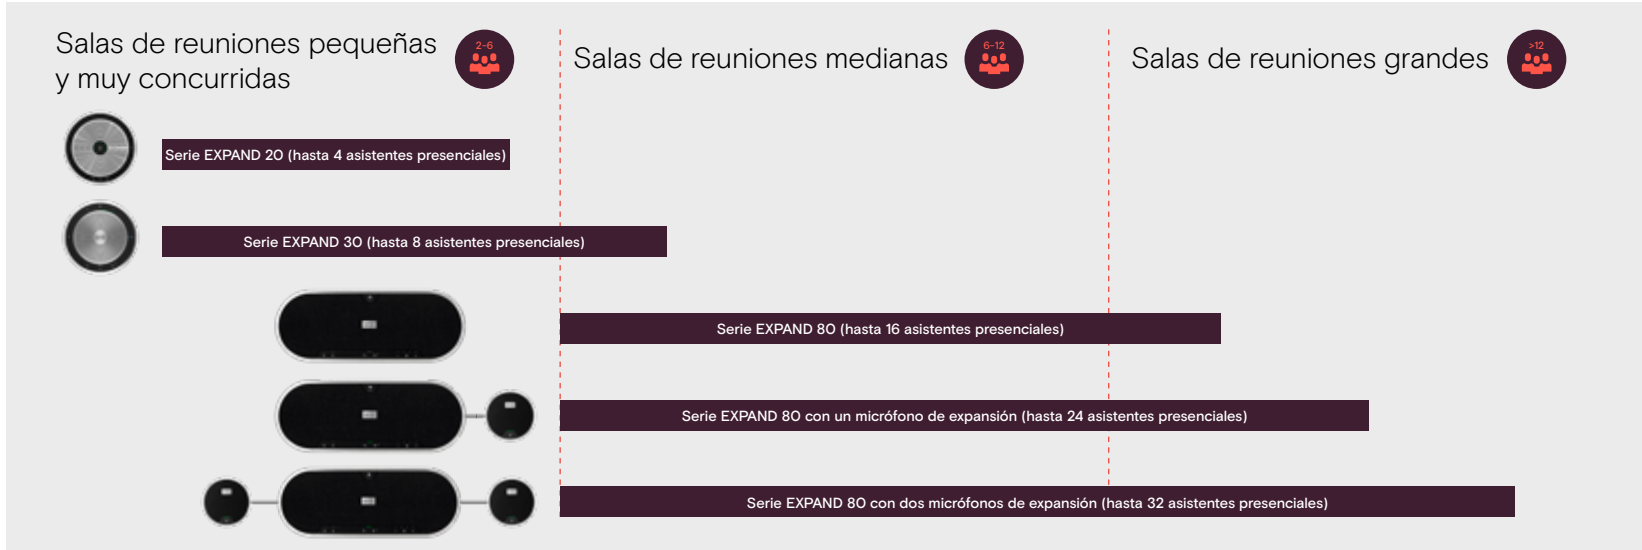 Salas de reuniones pequeñas
y muy concurridas
2-6
Salas de reuniones medianas
6-12
Salas de reuniones grandes
>12
Serie EXPAND 20 (hasta 4 asistentes presenciales)
Serie EXPAND 30 (hasta 8 asistentes presenciales)
Serie EXPAND 80 (hasta 16 asistentes presenciales)
Serie EXPAND 80 con un micrófono de expansión (hasta 24 asistentes presenciales)
Serie EXPAND 80 con dos micrófonos de expansión (hasta 32 asistentes presenciales)